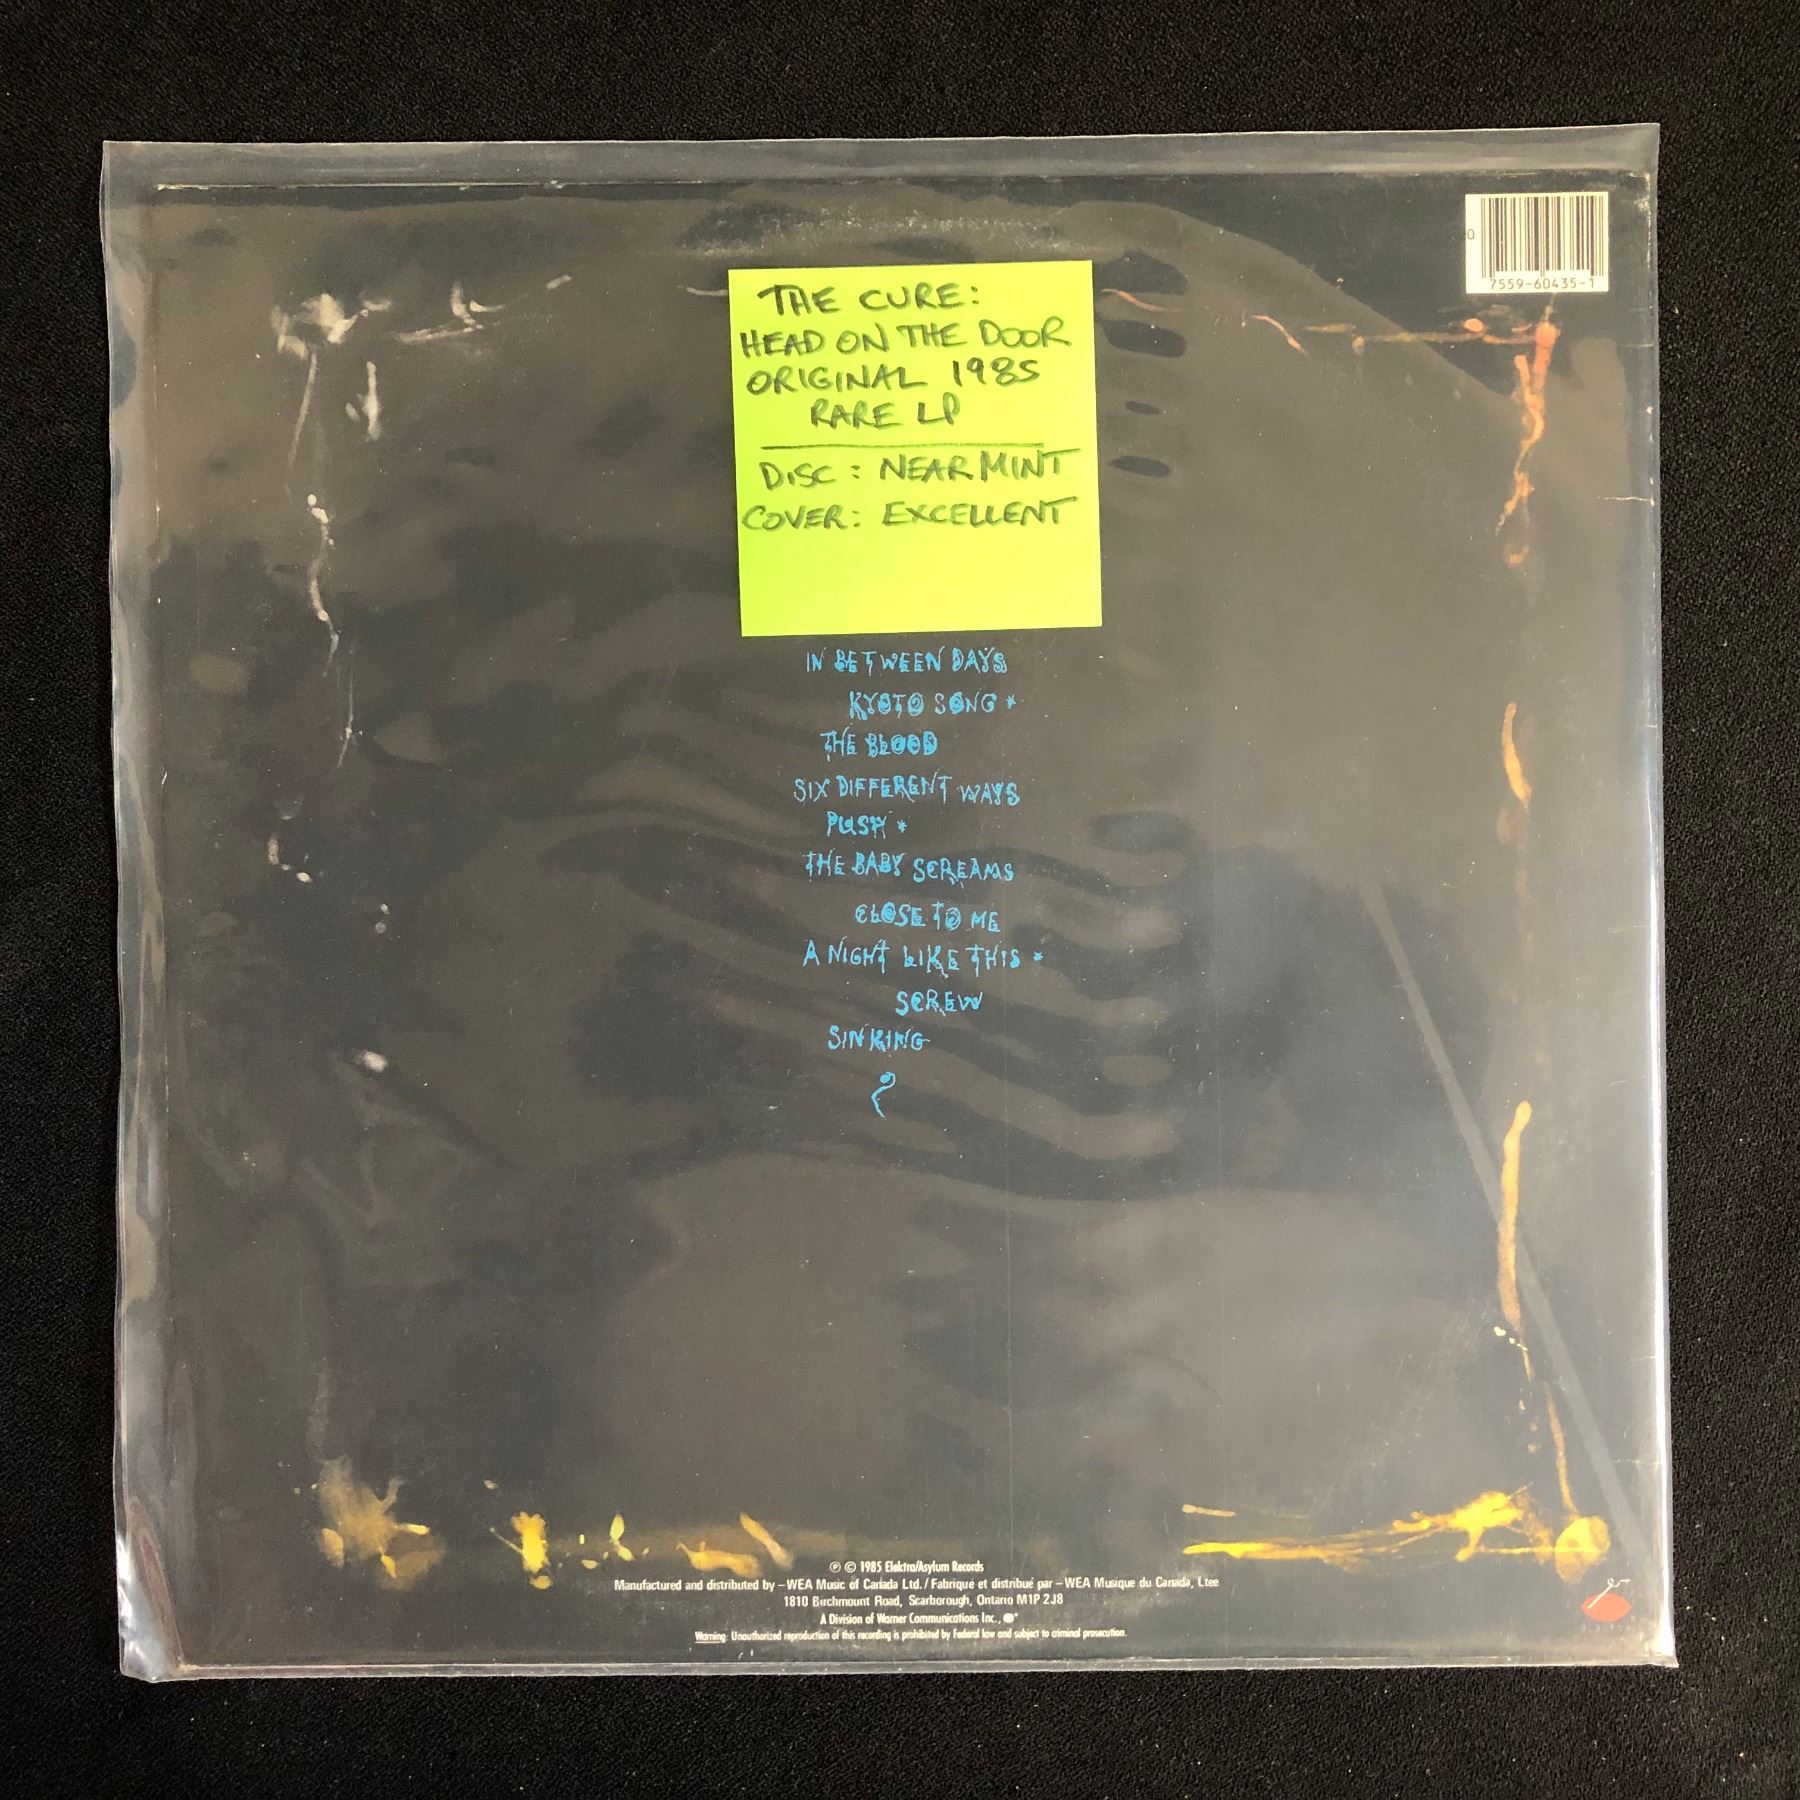 0
7559-60435-1
THE CURE:
HEAD ON THE DOOR
ORIGINAL 1985
RARE LP
DISC: NEAR MINT
COVER: EXCELLENT
IN BETWEEN DAYS
KYOTO SONG *
THE BLOOD
SIX DIFFERENT WAYS
PUSH *
THE BABY SCREAMS
CLOSE TO ME
A NIGHT LIKE THIS *
SCREW
SINKING
℗ © 1985 Elektra/Asylum Records
Manufactured and distributed by – WEA Music of Canada Ltd. / Fabriqué et distribué par – WEA Musique du Canada, Ltee
1810 Birchmount Road, Scarborough, Ontario M1P 2J8
A Division of Warner Communications Inc.,
Warning: Unauthorized reproduction of this recording is prohibited by Federal law and subject to criminal prosecution.